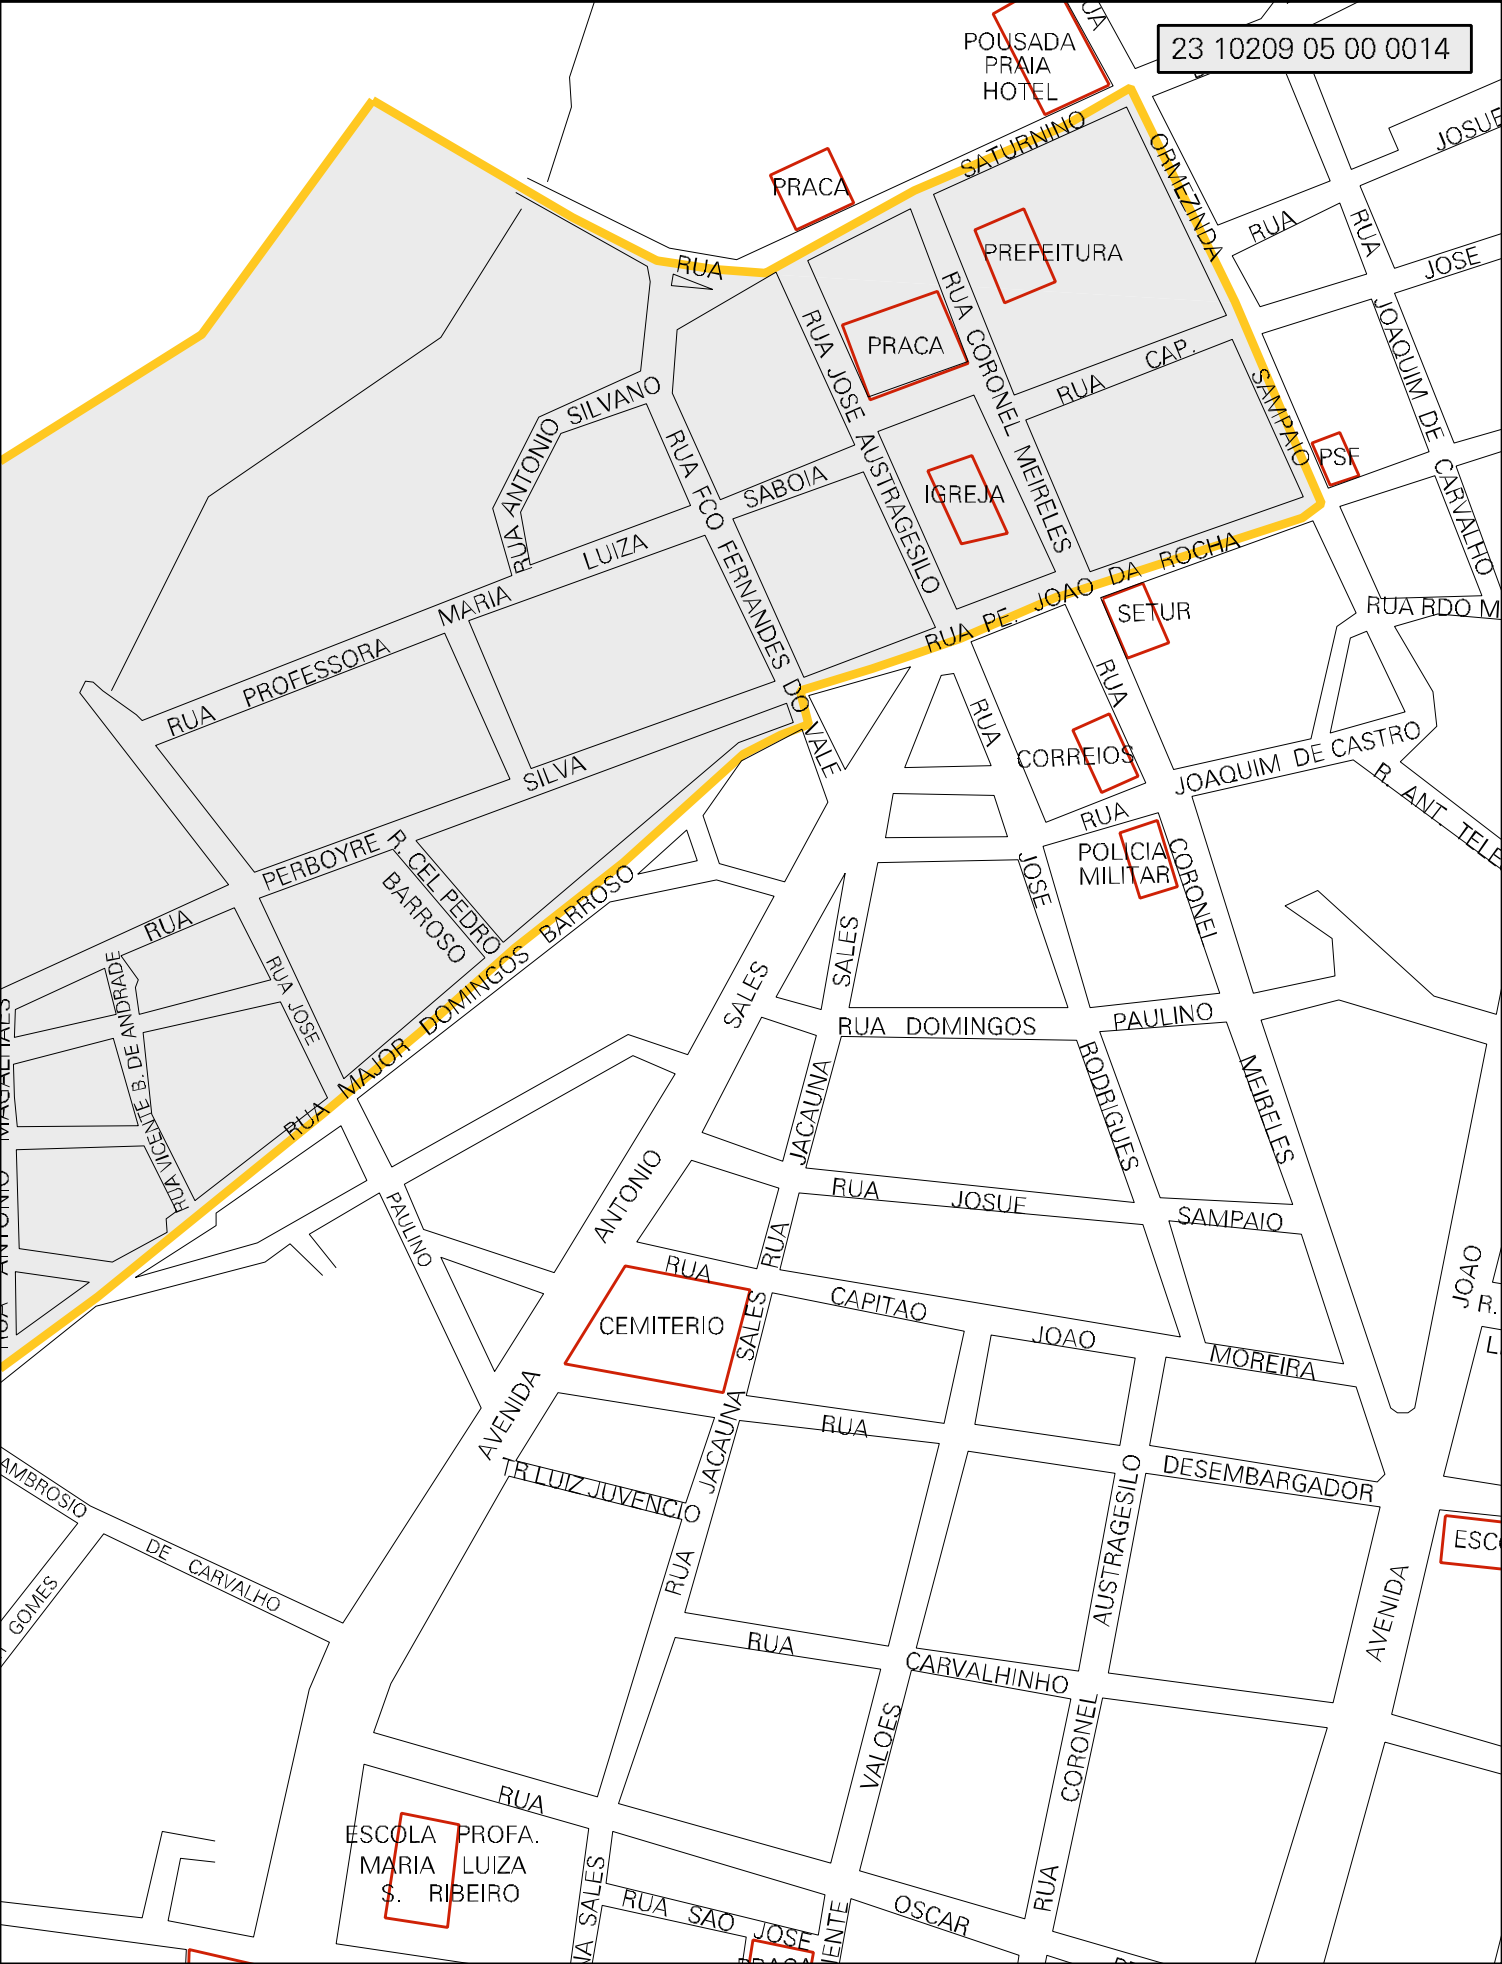 23 10209 05 00 0014
POUSADA
PRAIA
HOTEL
PRACA
RUA SATURNINO
ORMEZINDA SAMPAIO
JOSUE
RUA
RUA
JOSE
PREFEITURA
RUA
PRACA
RUA CORONEL MEIRELES
RUA JOSE AUSTRAGESILO
RUA CAP.
JOAQUIM DE CARVALHO
PSF
RUA ANTONIO SILVANO
SABOIA
IGREJA
RUA FCO FERNANDES DO VALE
RUA PROFESSORA MARIA LUIZA
RUA PE. JOAO DA ROCHA
SETUR
RUA RDO M
RUA
RUA
CORREIOS
JOAQUIM DE CASTRO
R. ANT. TELE
RUA PERBOYRE SILVA
R. CEL PEDRO
BARROSO
RUA
POLICIA
MILITAR
JOSE
CORONEL
RUA MAJOR DOMINGOS BARROSO
RUA JOSE
RUA VICENTE B. DE ANDRADE
RUA ANTONIO MAGALHAES
SALES
SALES
RUA DOMINGOS
PAULINO
RODRIGUES
MEIRELES
JACAUNA
RUA
PAULINO
ANTONIO
RUA JOSUE SAMPAIO
RUA CAPITAO JOAO MOREIRA
JOAO
R.
CEMITERIO
SALES
JACAUNA
RUA
AVENIDA
TR LUIZ JUVENCIO
RUA DESEMBARGADOR
AUSTRAGESILO
ESCO
AMBROSIO DE CARVALHO
GOMES
AVENIDA
RUA CARVALHINHO
CORONEL
VALOES
RUA
RUA
ESCOLA PROFA.
MARIA LUIZA
S. RIBEIRO
OSCAR
RUA SAO JOSE
NA SALES
ENTE
PRACA